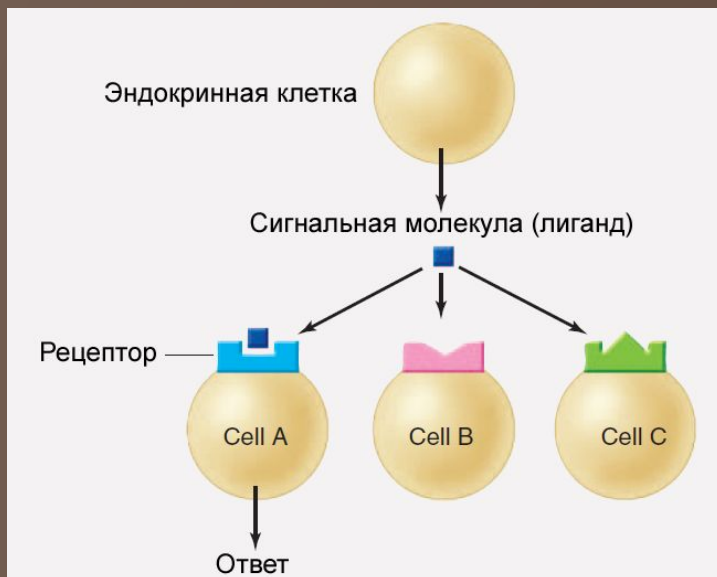 Эндокринная клетка
Сигнальная молекула (лиганд)
Рецептор
Cell A
Cell B
Cell C
Ответ